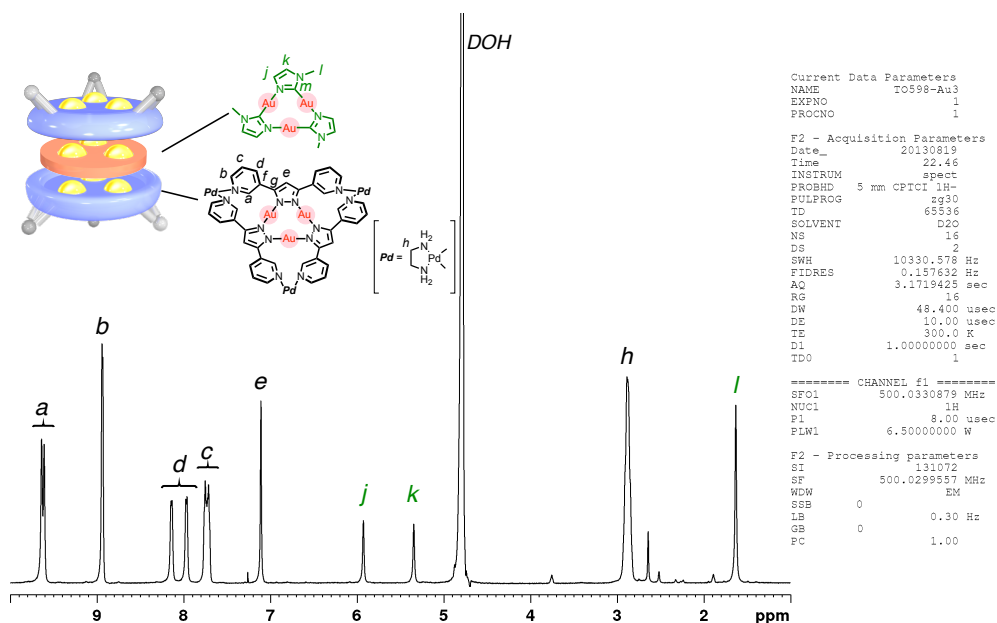 DOH
j
k
l
N
m
N
Au
Au
N
N
N
Au
N
c
d
b
f
e
Pd
N
a
g
N
Pd
N
N
N
N
Au
Au
N
N
N
N
Au
N
N
N
N
Pd
h
H2
N
Pd =
Pd
N
H2
a
b
d
c
e
j
k
h
l
9
8
7
6
5
4
3
2
ppm
Current Data Parameters
NAME TO598-Au3
EXPNO 1
PROCNO 1
F2 - Acquisition Parameters
Date_ 20130819
Time 22.46
INSTRUM spect
PROBHD 5 mm CPTCI 1H-
PULPROG zg30
TD 65536
SOLVENT D2O
NS 16
DS 2
SWH 10330.578 Hz
FIDRES 0.157632 Hz
AQ 3.1719425 sec
RG 16
DW 48.400 usec
DE 10.00 usec
TE 300.0 K
D1 1.00000000 sec
TD0 1
======== CHANNEL f1 ========
SFO1 500.0330879 MHz
NUC1 1H
P1 8.00 usec
PLW1 6.50000000 W
F2 - Processing parameters
SI 131072
SF 500.0299557 MHz
WDW EM
SSB 0
LB 0.30 Hz
GB 0
PC 1.00